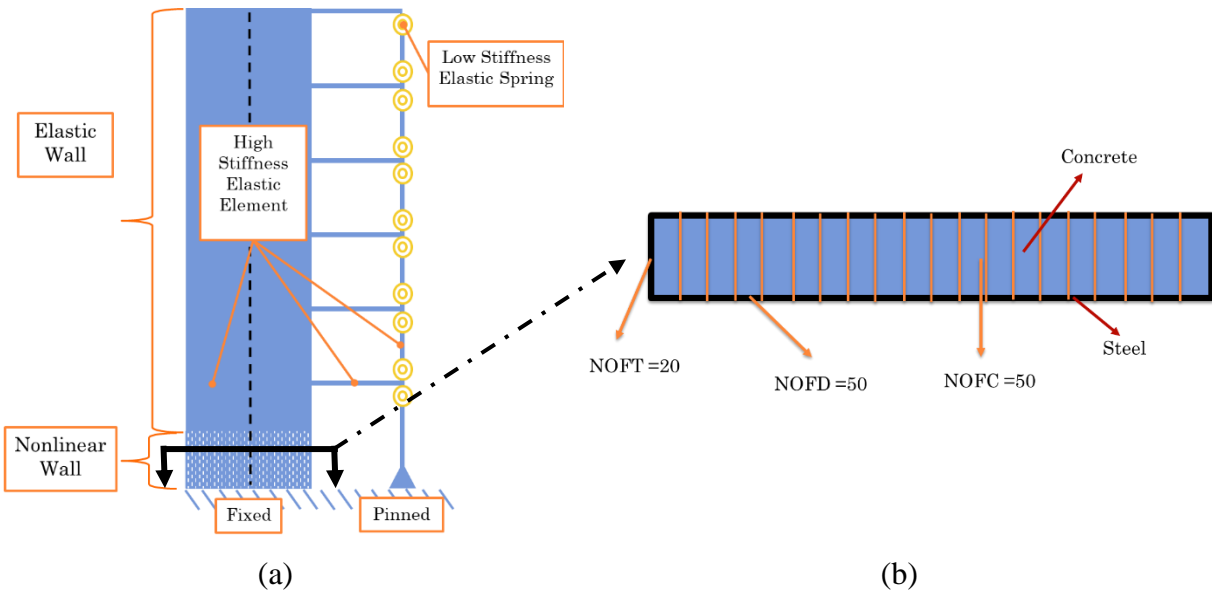 Low Stiffness
Elastic Spring
Elastic
Wall
High
Stiffness
Elastic
Element
Nonlinear
Wall
Fixed
Pinned
(a)
Concrete
Steel
NOFT =20
NOFD =50
NOFC =50
(b)